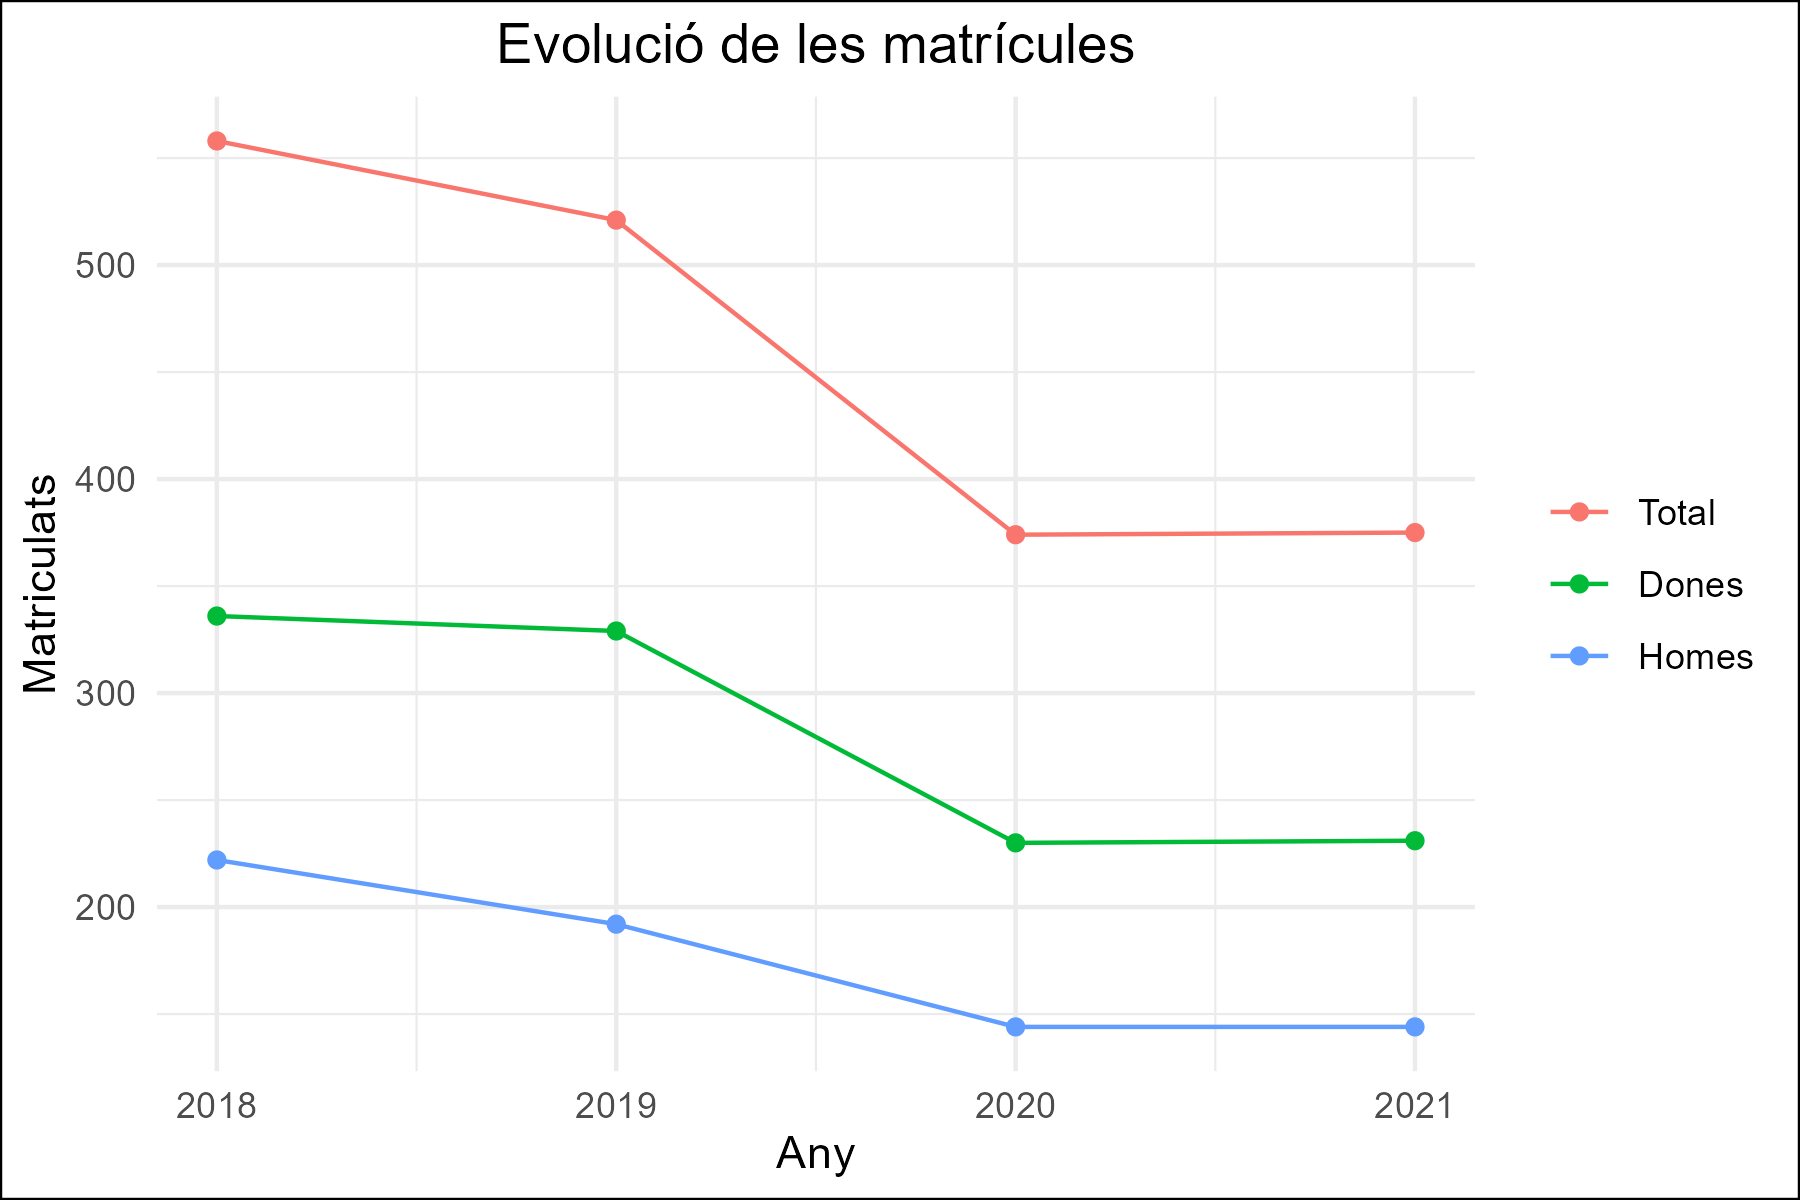 Evolució de les matrícules
Matriculats
500
400
300
200
2018
2019
2020
2021
Any
Total
Dones
Homes